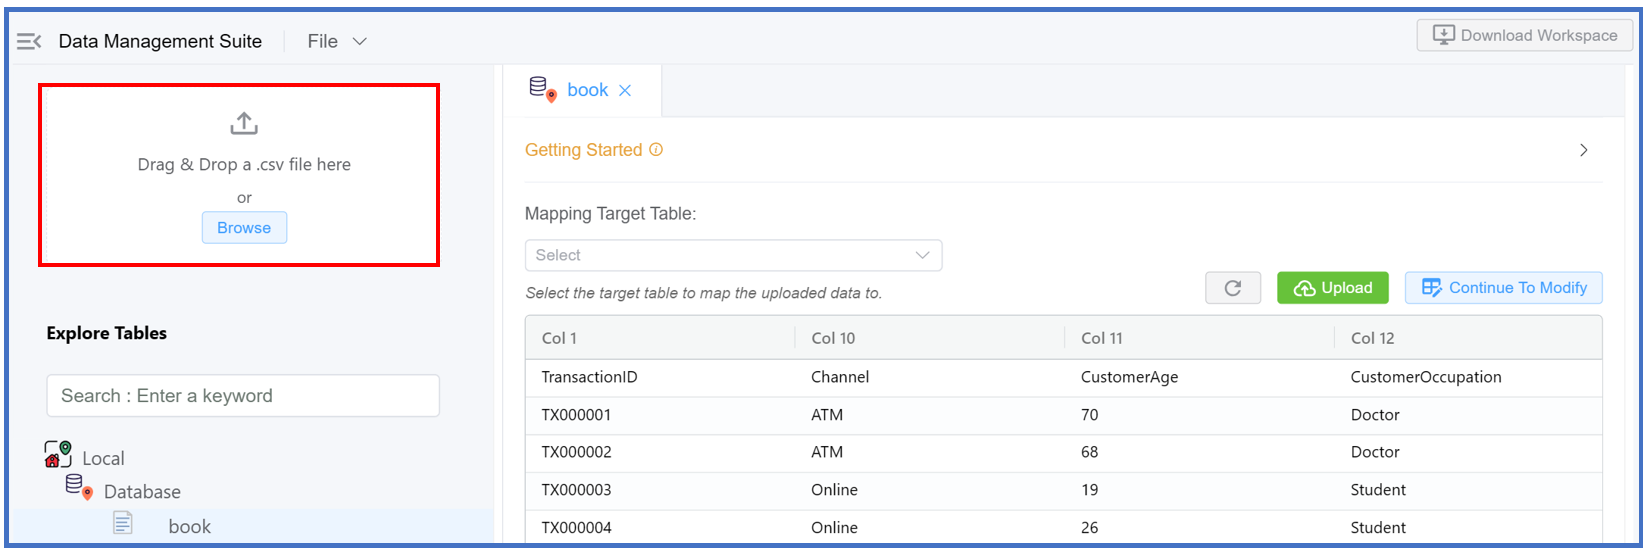 Data Management Suite File Download Workspace
Drag & Drop a .csv file here
or
Browse
Explore Tables
Search : Enter a keyword
Local
Database
book
book
Getting Started
Mapping Target Table:
Select
Select the target table to map the uploaded data to.
Upload Continue To Modify
Col 1 Col 10 Col 11 Col 12
TransactionID Channel CustomerAge CustomerOccupation
TX000001 ATM 70 Doctor
TX000002 ATM 68 Doctor
TX000003 Online 19 Student
TX000004 Online 26 Student